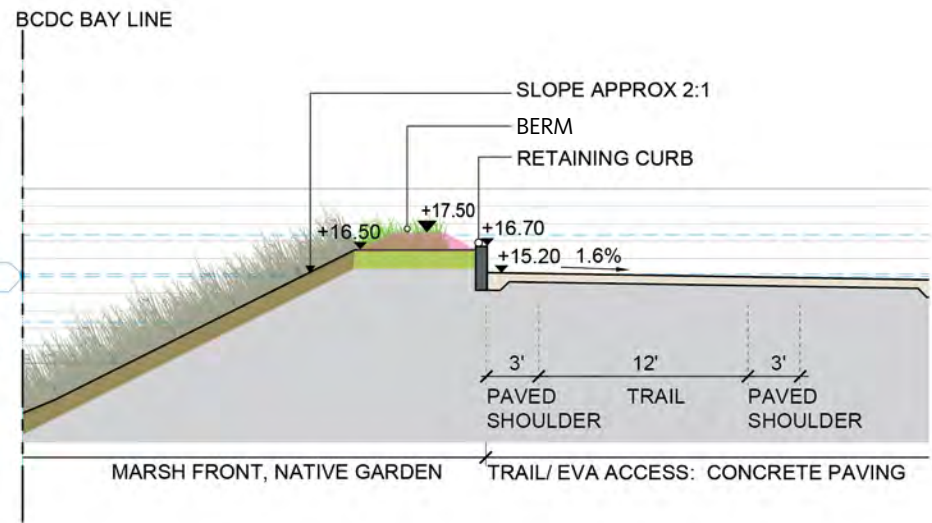 BCDC BAY LINE
SLOPE APPROX 2:1
BERM
RETAINING CURB
+17.50
+16.50
+16.70
+15.20 1.6%
3' 12' 3'
PAVED SHOULDER
TRAIL
PAVED SHOULDER
MARSH FRONT, NATIVE GARDEN
TRAIL/ EVA ACCESS: CONCRETE PAVING